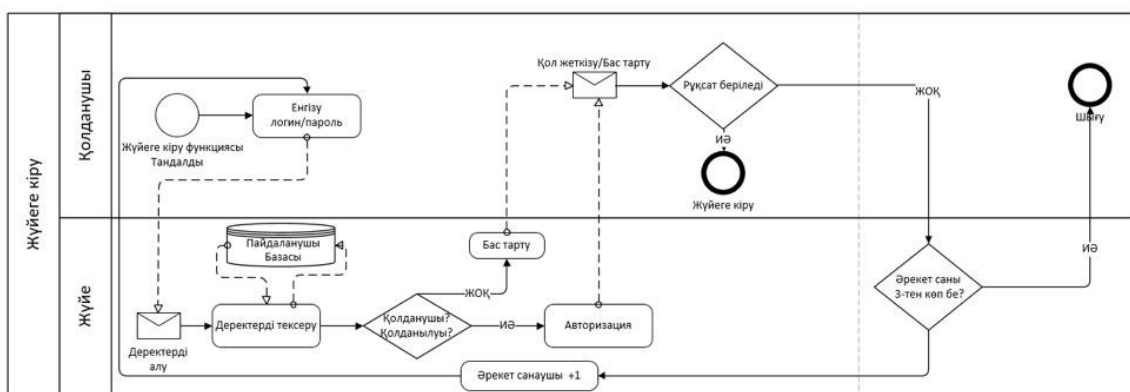 Жүйеге кіру
Қолданушы
Жүйе
Жүйеге кіру функциясы
Тандалды
Енгізу
логин/пароль
Қол жеткізу/Бас тарту
Рұқсат беріледі
ИӘ
Жүйеге кіру
ЖОҚ
Шығу
Деректерді
алу
Пайдаланушы
Базасы
Деректерді тексеру
Қолданушы?
Қолданылуы?
ЖОҚ
Бас тарту
ИӘ
Авторизация
Әрекет саны
3-тен көп бе?
ИӘ
Әрекет санаушы +1